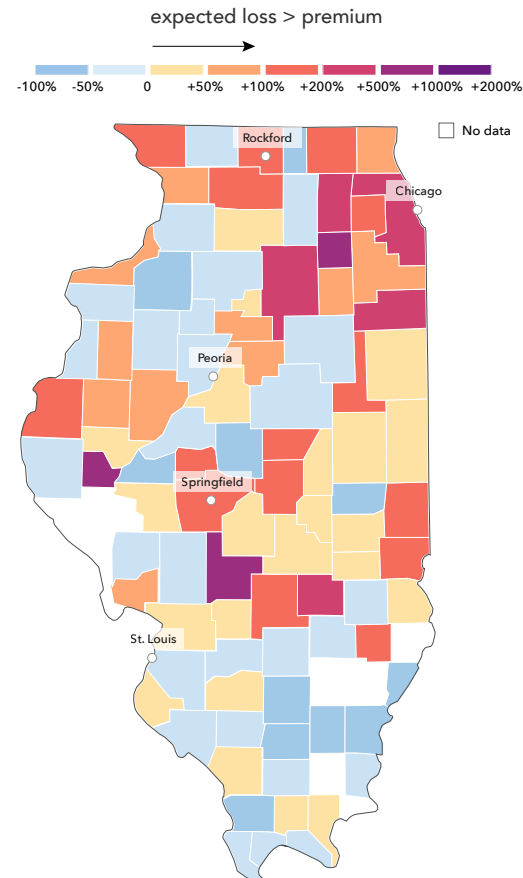 expected loss > premium
-100% -50% 0 +50% +100% +200% +500% +1000% +2000%
No data
Rockford
Chicago
Peoria
Springfield
St. Louis